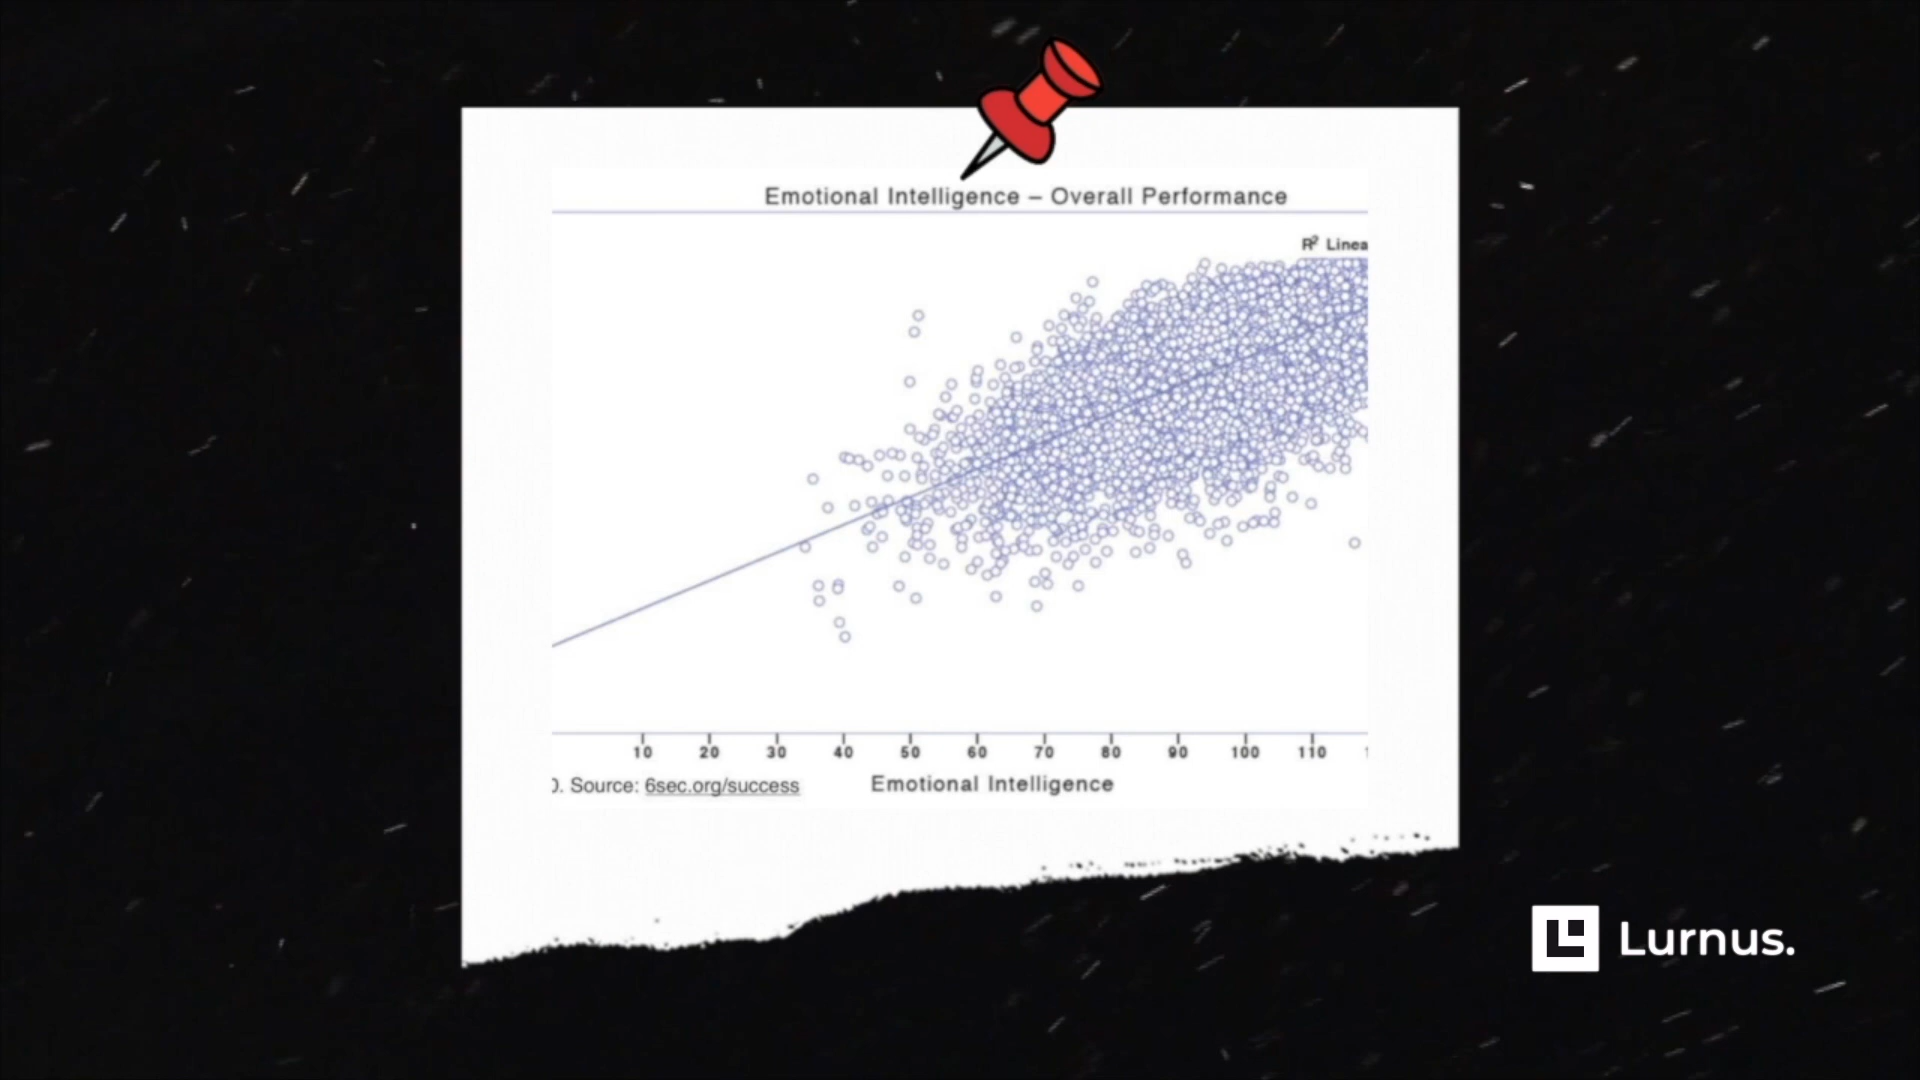 Emotional Intelligence – Overall Performance
R² Linea
10 20 30 40 50 60 70 80 90 100 110
0. Source: 6sec.org/success
Emotional Intelligence
Lurnus.